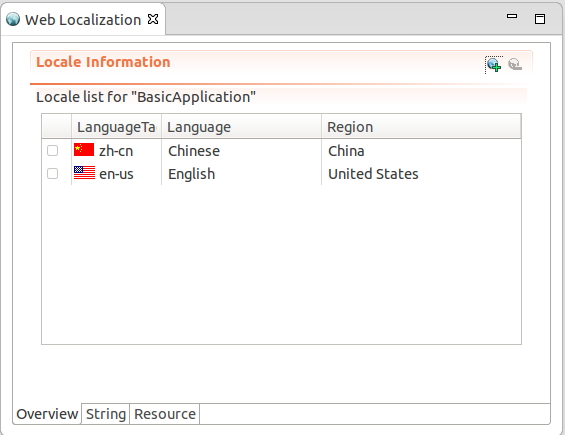 Web Localization
Locale Information
Locale list for "BasicApplication"
LanguageTa Language Region
zh-cn Chinese China
en-us English United States
Overview String Resource